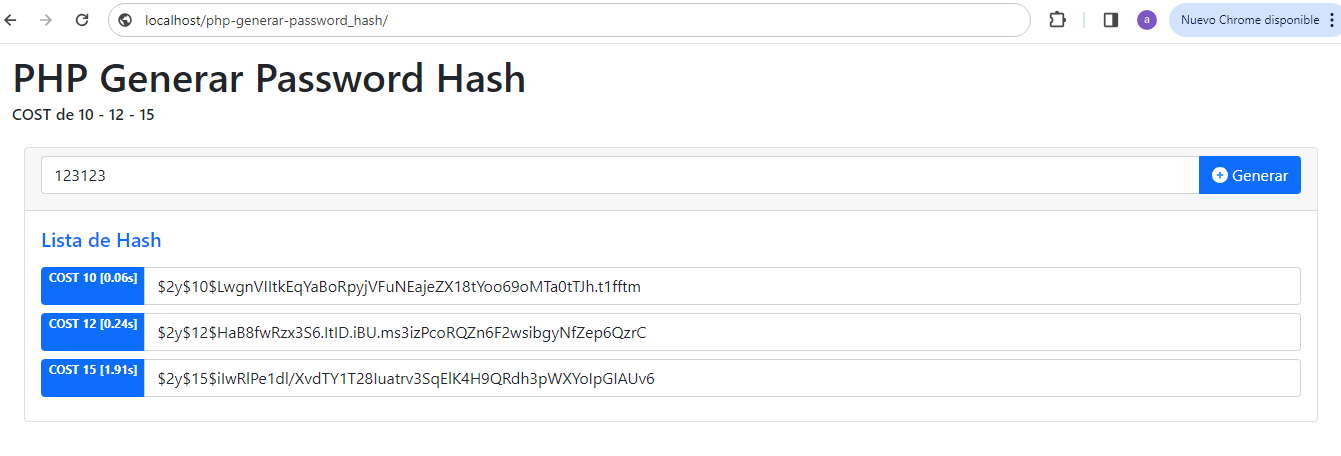 localhost/php-generar-password_hash/
a
Nuevo Chrome disponible
PHP Generar Password Hash
COST de 10 - 12 - 15
123123
Generar
Lista de Hash
COST 10 [0.06s] $2y$10$LwgnVIItkEqYaBoRpyjVFuNEajeZX18tYoo69oMTa0tTJh.t1fftm
COST 12 [0.24s] $2y$12$HaB8fwRzx3S6.ItID.iBU.ms3izPcoRQZn6F2wsibgyNfZep6QzrC
COST 15 [1.91s] $2y$15$iIwRlPe1dl/XvdTY1T28Iuatrv3SqElK4H9QRdh3pWXYoIpGIAUv6